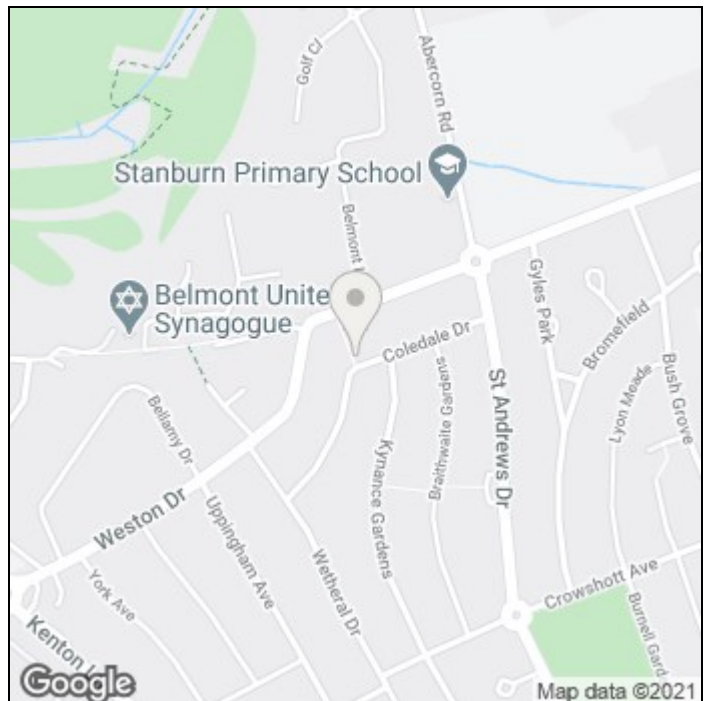 Golf Cl
Abercorn Rd
Stanburn Primary School
Belmont
Belmont Unite
Synagogue
Gyles Park
Bromefield
Coledale Dr
Bush Grove
Lyon Meade
St Andrews Dr
Braithwaite Gardens
Kynance Gardens
Bellamy Dr
Uppingham Ave
Wetheral Dr
Weston Dr
York Ave
Kenton
Crowshott Ave
Burnell Gard
Google
Map data ©2021